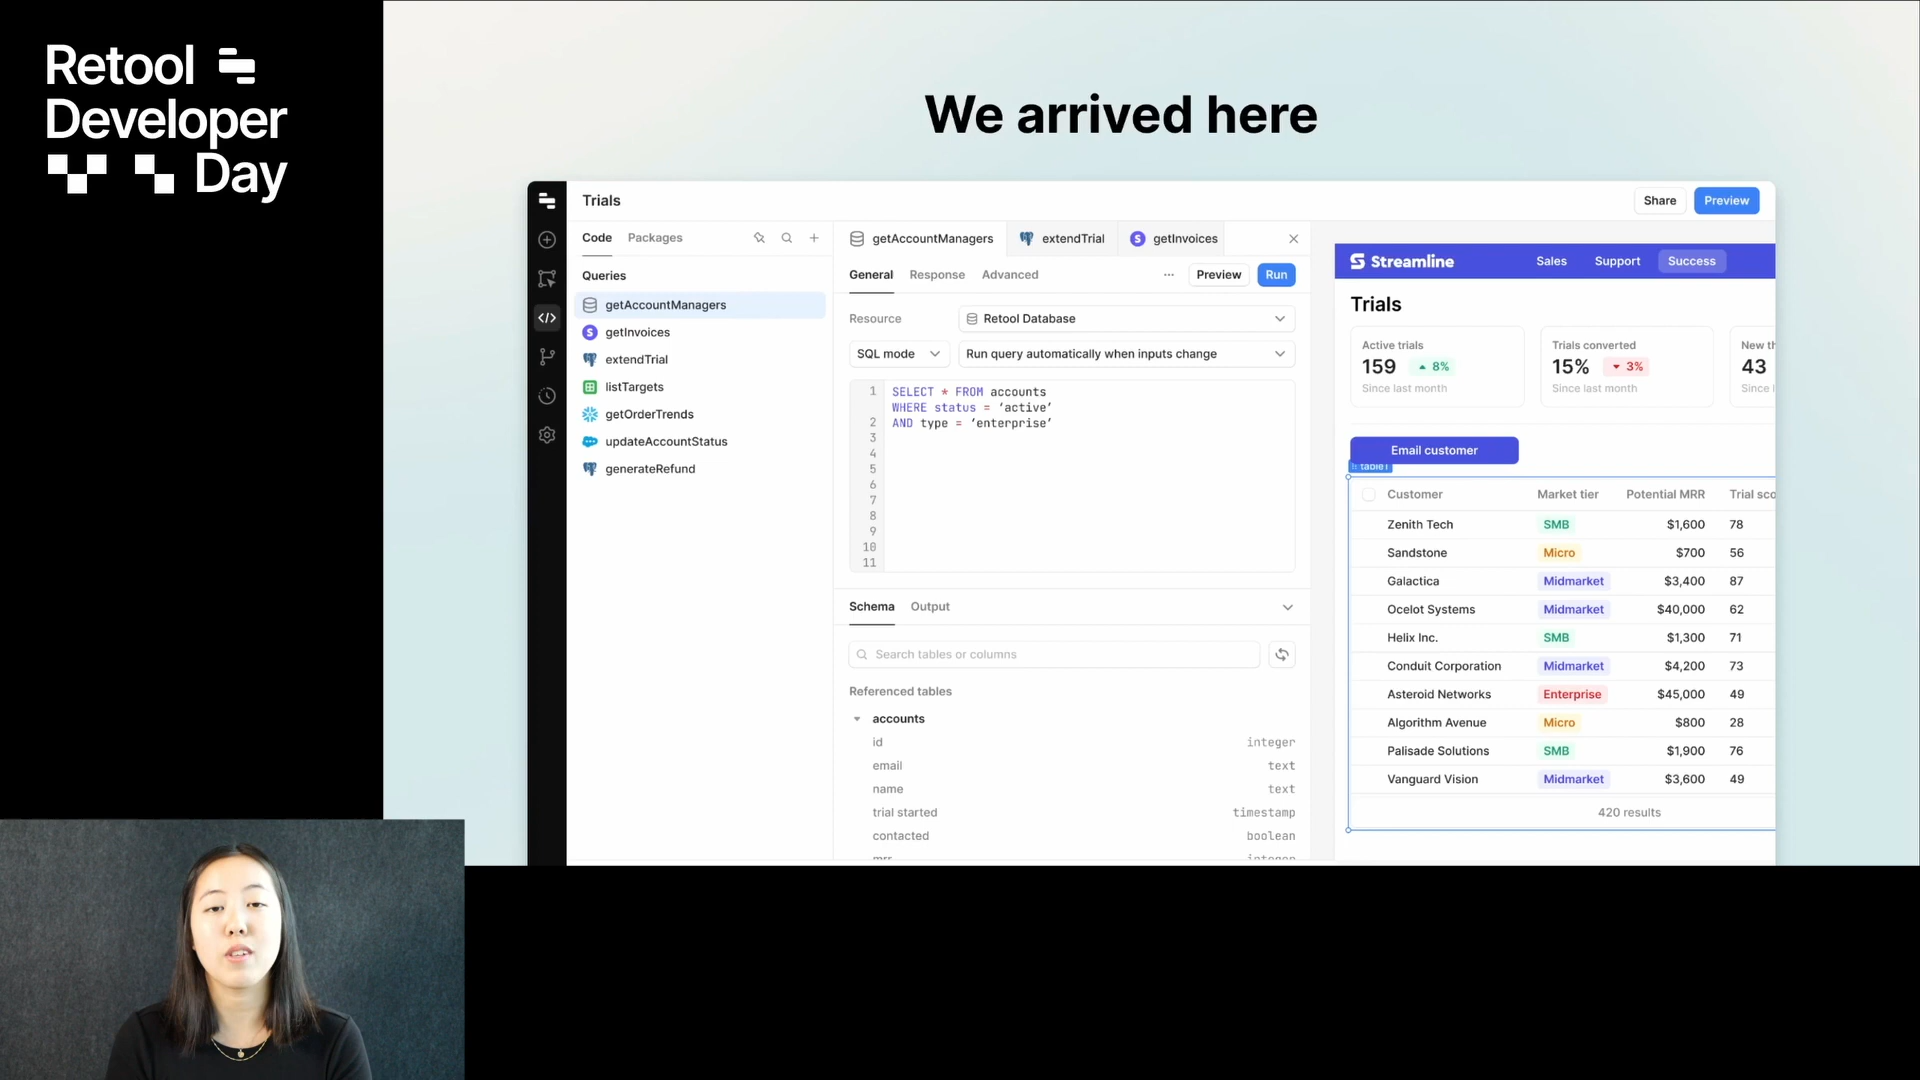 Retool
Developer
Day
We arrived here
Trials
Share
Preview
Code
Packages
Queries
getAccountManagers
getInvoices
extendTrial
listTargets
getOrderTrends
updateAccountStatus
generateRefund
getAccountManagers
extendTrial
getInvoices
General
Response
Advanced
Preview
Run
Resource
Retool Database
SQL mode
Run query automatically when inputs change
1 SELECT * FROM accounts
WHERE status = ‘active’
2 AND type = ‘enterprise’
3
4
5
6
7
8
9
10
11
Schema
Output
Search tables or columns
Referenced tables
accounts
id integer
email text
name text
trial started timestamp
contacted boolean
mrr integer
Streamline
Sales
Support
Success
Trials
Active trials
159 8%
Since last month
Trials converted
15% 3%
Since last month
New
43
Since
Email customer
table1
Customer Market tier Potential MRR Trial sco
Zenith Tech SMB $1,600 78
Sandstone Micro $700 56
Galactica Midmarket $3,400 87
Ocelot Systems Midmarket $40,000 62
Helix Inc. SMB $1,300 71
Conduit Corporation Midmarket $4,200 73
Asteroid Networks Enterprise $45,000 49
Algorithm Avenue Micro $800 28
Palisade Solutions SMB $1,900 76
Vanguard Vision Midmarket $3,600 49
420 results